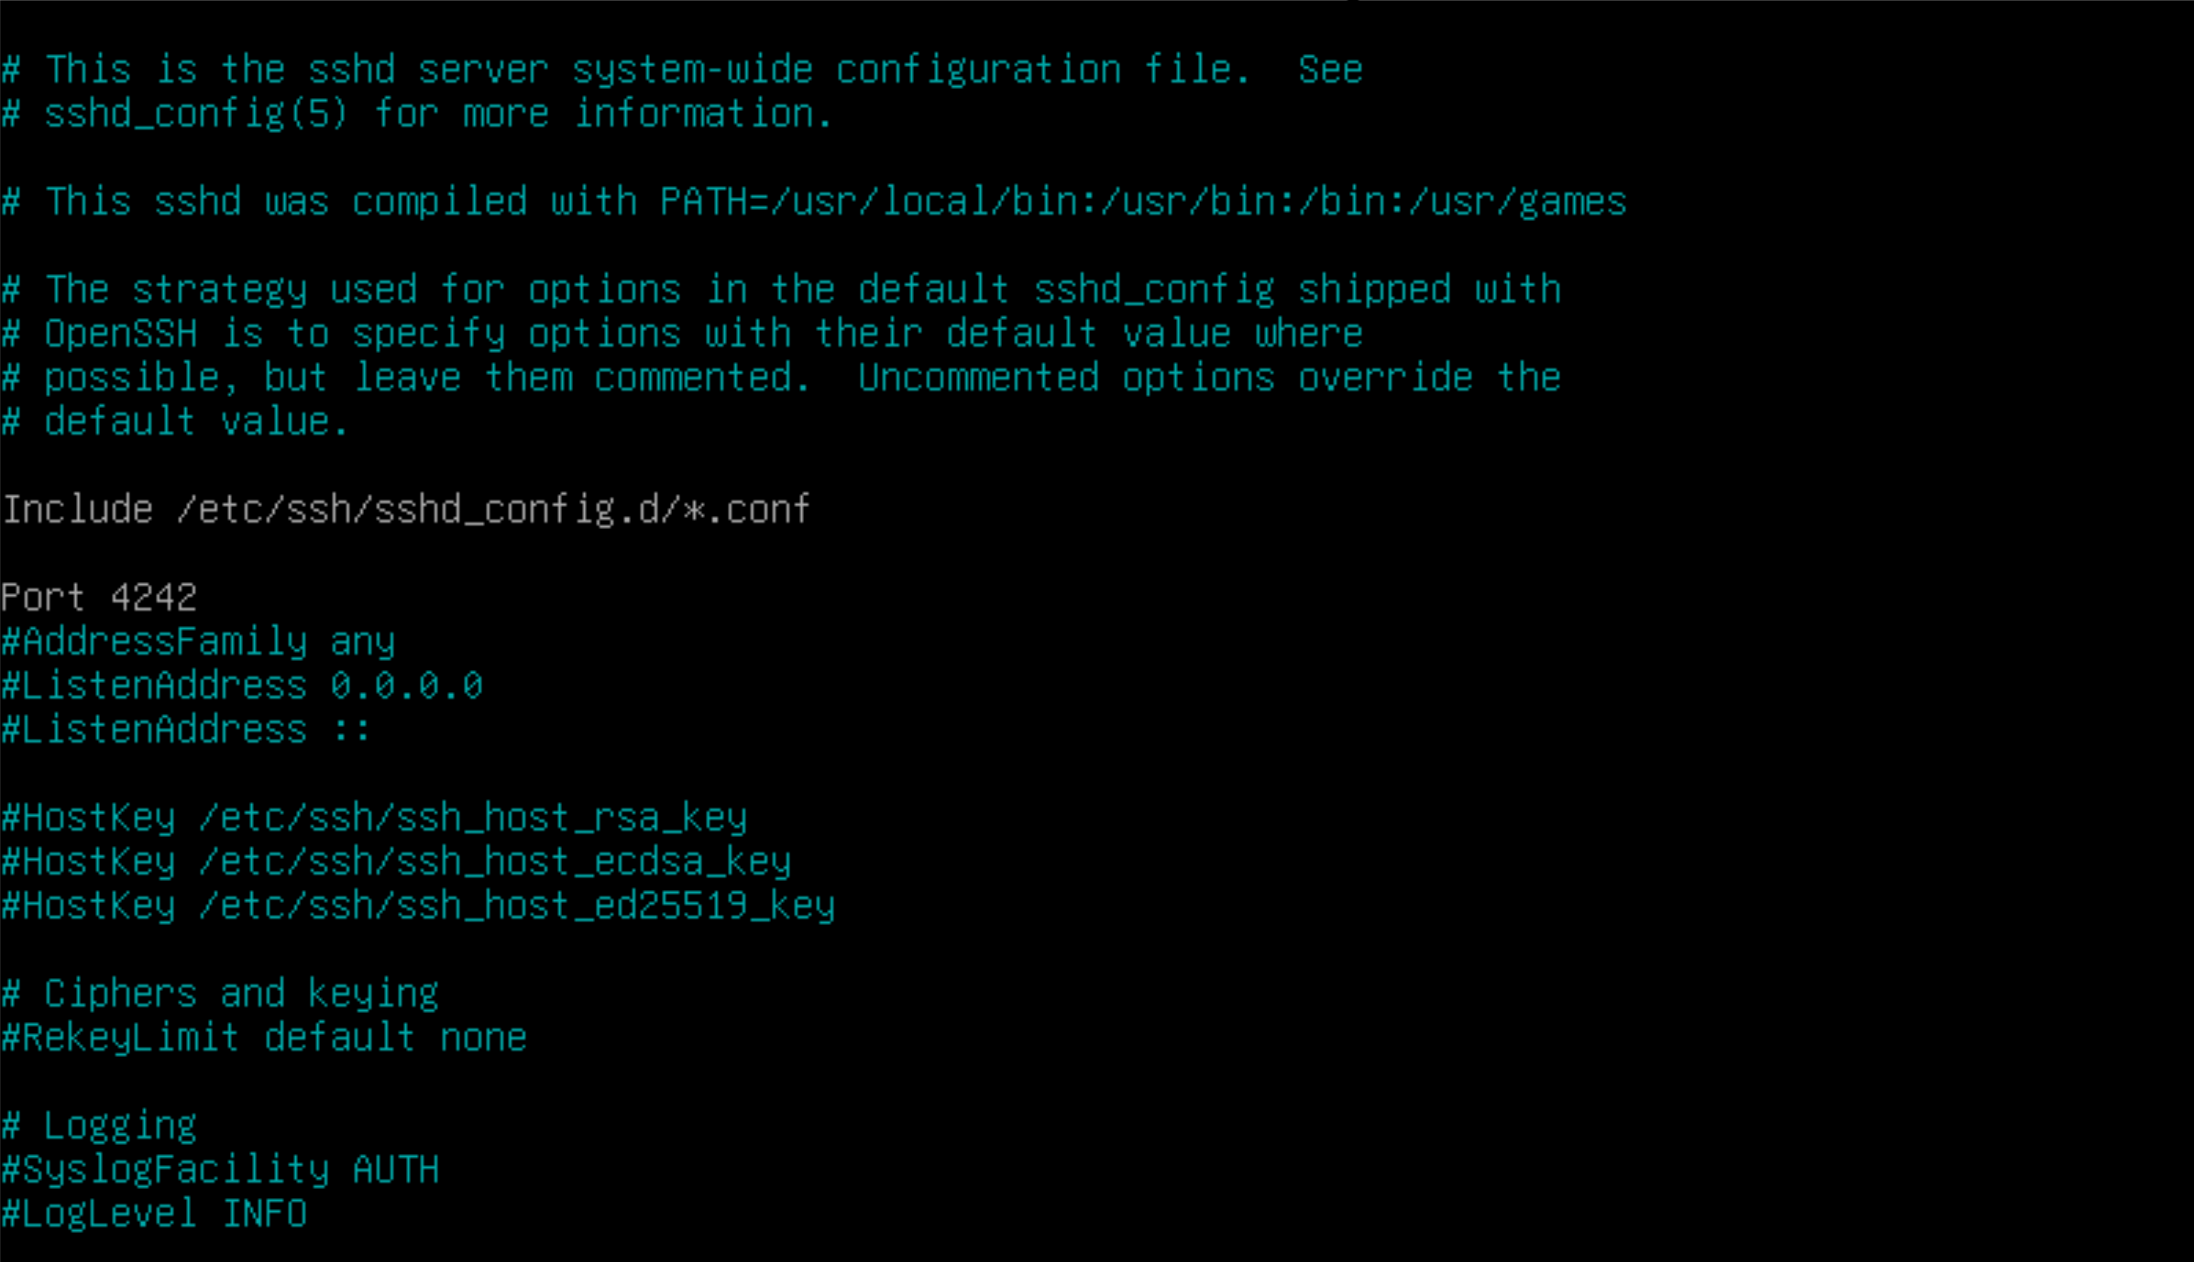 # This is the sshd server system-wide configuration file.  See
# sshd_config(5) for more information.
# This sshd was compiled with PATH=/usr/local/bin:/usr/bin:/bin:/usr/games
# The strategy used for options in the default sshd_config shipped with
# OpenSSH is to specify options with their default value where
# possible, but leave them commented.  Uncommented options override the
# default value.
Include /etc/ssh/sshd_config.d/*.conf
Port 4242
#AddressFamily any
#ListenAddress 0.0.0.0
#ListenAddress ::
#HostKey /etc/ssh/ssh_host_rsa_key
#HostKey /etc/ssh/ssh_host_ecdsa_key
#HostKey /etc/ssh/ssh_host_ed25519_key
# Ciphers and keying
#RekeyLimit default none
# Logging
#SyslogFacility AUTH
#LogLevel INFO